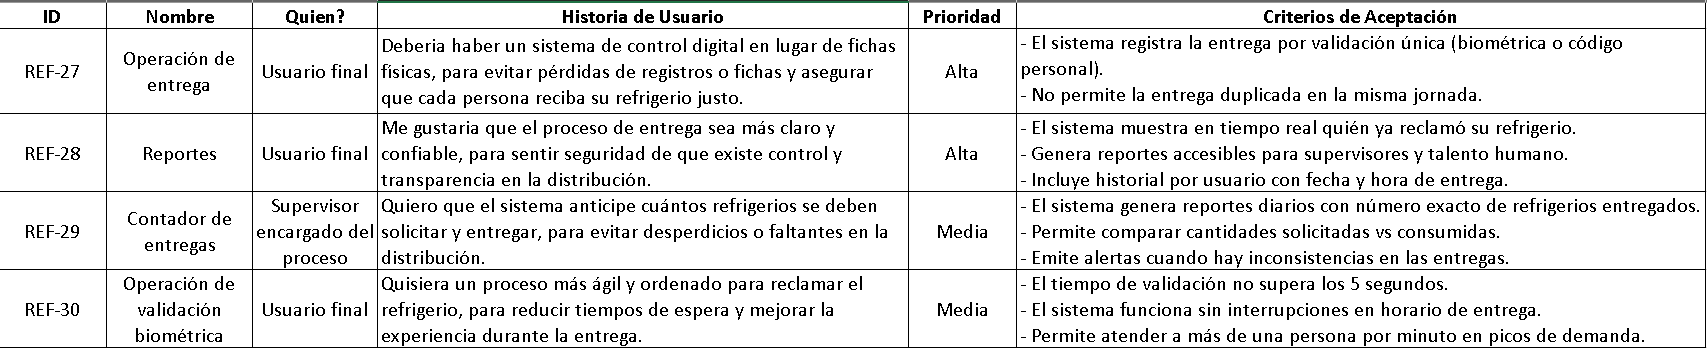 ID Nombre Quien? Historia de Usuario Prioridad Criterios de Aceptación
REF-27
Operación de
entrega
Usuario final
Deberia haber un sistema de control digital en lugar de fichas
físicas, para evitar pérdidas de registros o fichas y asegurar
que cada persona reciba su refrigerio justo.
Alta
- El sistema registra la entrega por validación única (biométrica o código
personal).
- No permite la entrega duplicada en la misma jornada.
REF-28
Reportes
Usuario final
Me gustaria que el proceso de entrega sea más claro y
confiable, para sentir seguridad de que existe control y
transparencia en la distribución.
Alta
- El sistema muestra en tiempo real quién ya reclamó su refrigerio.
- Genera reportes accesibles para supervisores y talento humano.
- Incluye historial por usuario con fecha y hora de entrega.
REF-29
Contador de
entregas
Supervisor
encargado del
proceso
Quiero que el sistema anticipe cuántos refrigerios se deben
solicitar y entregar, para evitar desperdicios o faltantes en la
distribución.
Media
- El sistema genera reportes diarios con número exacto de refrigerios entregados.
- Permite comparar cantidades solicitadas vs consumidas.
- Emite alertas cuando hay inconsistencias en las entregas.
REF-30
Operación de
validación
biométrica
Usuario final
Quisiera un proceso más ágil y ordenado para reclamar el
refrigerio, para reducir tiempos de espera y mejorar la
experiencia durante la entrega.
Media
- El tiempo de validación no supera los 5 segundos.
- El sistema funciona sin interrupciones en horario de entrega.
- Permite atender a más de una persona por minuto en picos de demanda.